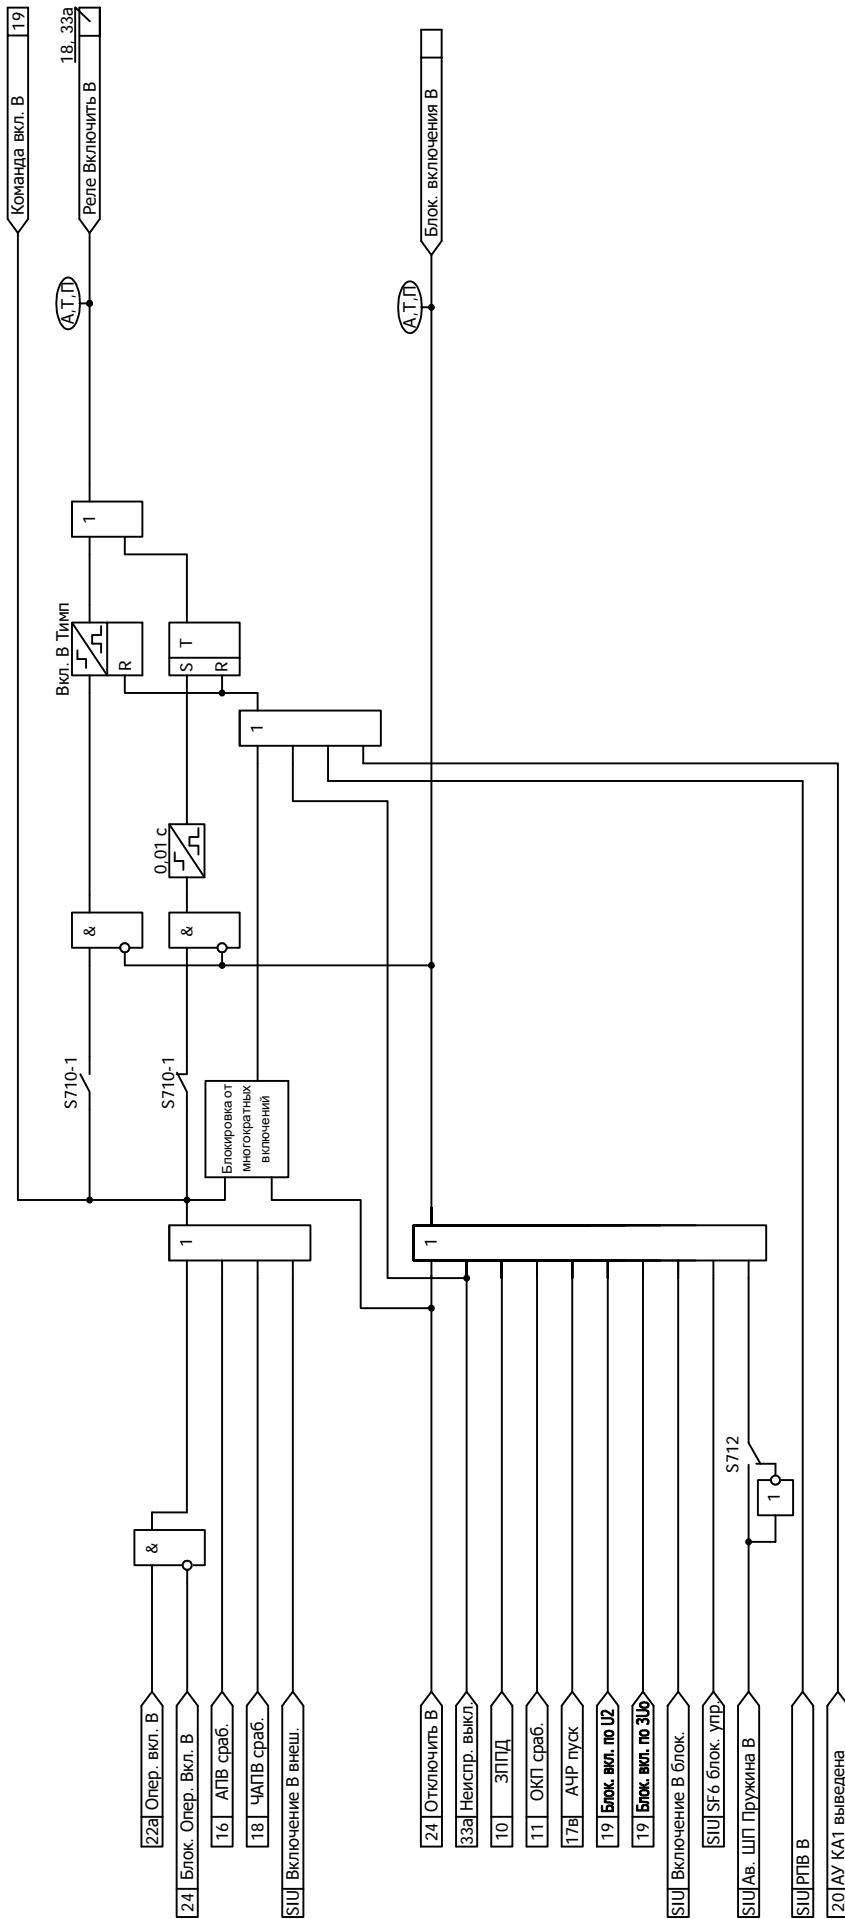 22а Опер. вкл. В
24 Блок. Опер. Вкл. В
16 АПВ сраб.
18 ЧАПВ сраб.
SIU Включение В внеш.
&
1
S710-1
S710-1
Блокировка от
многократных
включений
&
&
0,01 с
1
Вкл. В Тимп
R
S T
R
1
А,Т,П
Команда вкл. В 19
Реле Включить В
18, 33а
24 Отключить В
33а Неиспр. выкл.
10 ЗППД
11 ОКП сраб.
17в АЧР пуск
19 Блок. вкл. по U2
19 Блок. вкл. по 3Uo
SIU Включение В блок.
SIU SF6 блок. упр.
SIU Ав. ШП Пружина В
SIU РПВ В
20 АУ КА1 выведена
1
S712
1
А,Т,П
Блок. включения В